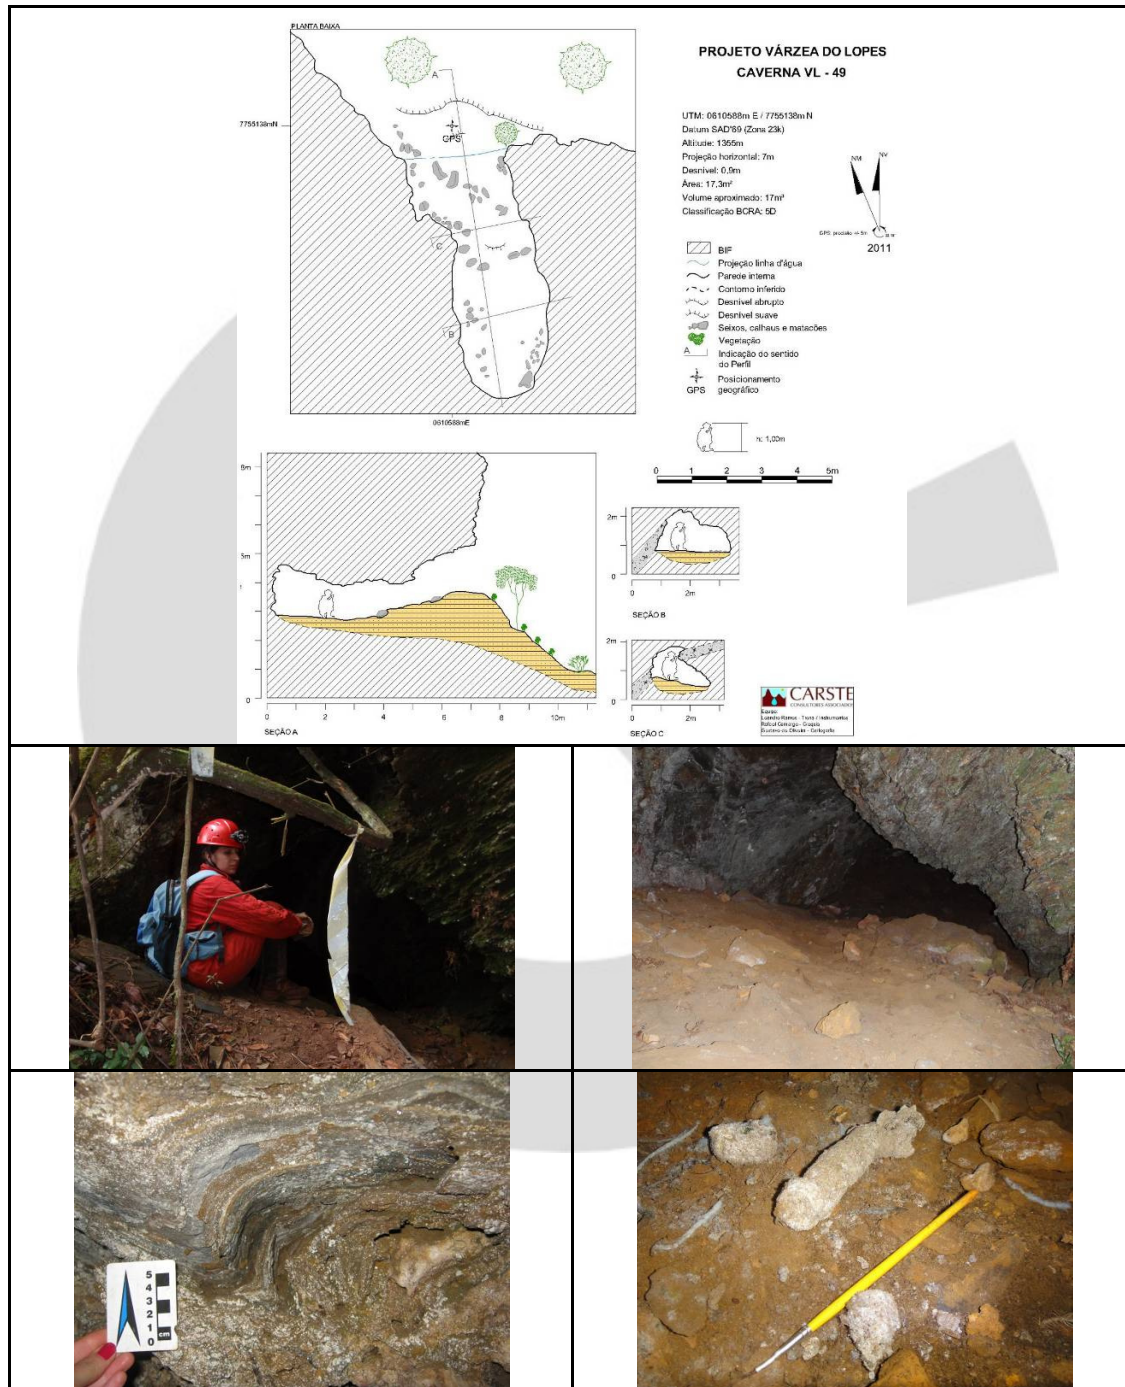 PLANTA BAIXA
PROJETO VÁRZEA DO LOPES
CAVERNA VL - 49
UTM: 0610588m E / 7755138m N
Datum SAD'69 (Zona 23k)
Altitude: 1355m
Projeção horizontal: 7m
Desnível: 0,9m
Área: 17,3m²
Volume aproximado: 17m³
Classificação BCRA: 5D
NM
NV
2011
7755138mN
A
GPS
C
B
0610588mE
BIF
Projeção linha d'água
Parede interna
Contorno inferido
Desnível abrupto
Desnível suave
Seixos, calhaus e matacões
Vegetação
A
Indicação do sentido
do Perfil
GPS
Posicionamento
geográfico
h: 1,00m
0 1 2 3 4 5m
8m
5m
0
0 2 4 6 8 10m
SEÇÃO A
2m
0
0 2m
SEÇÃO B
2m
0
0 2m
SEÇÃO C
CARSTE
CONSULTORES ASSOCIADOS
5
4
3
2
1
0
cm